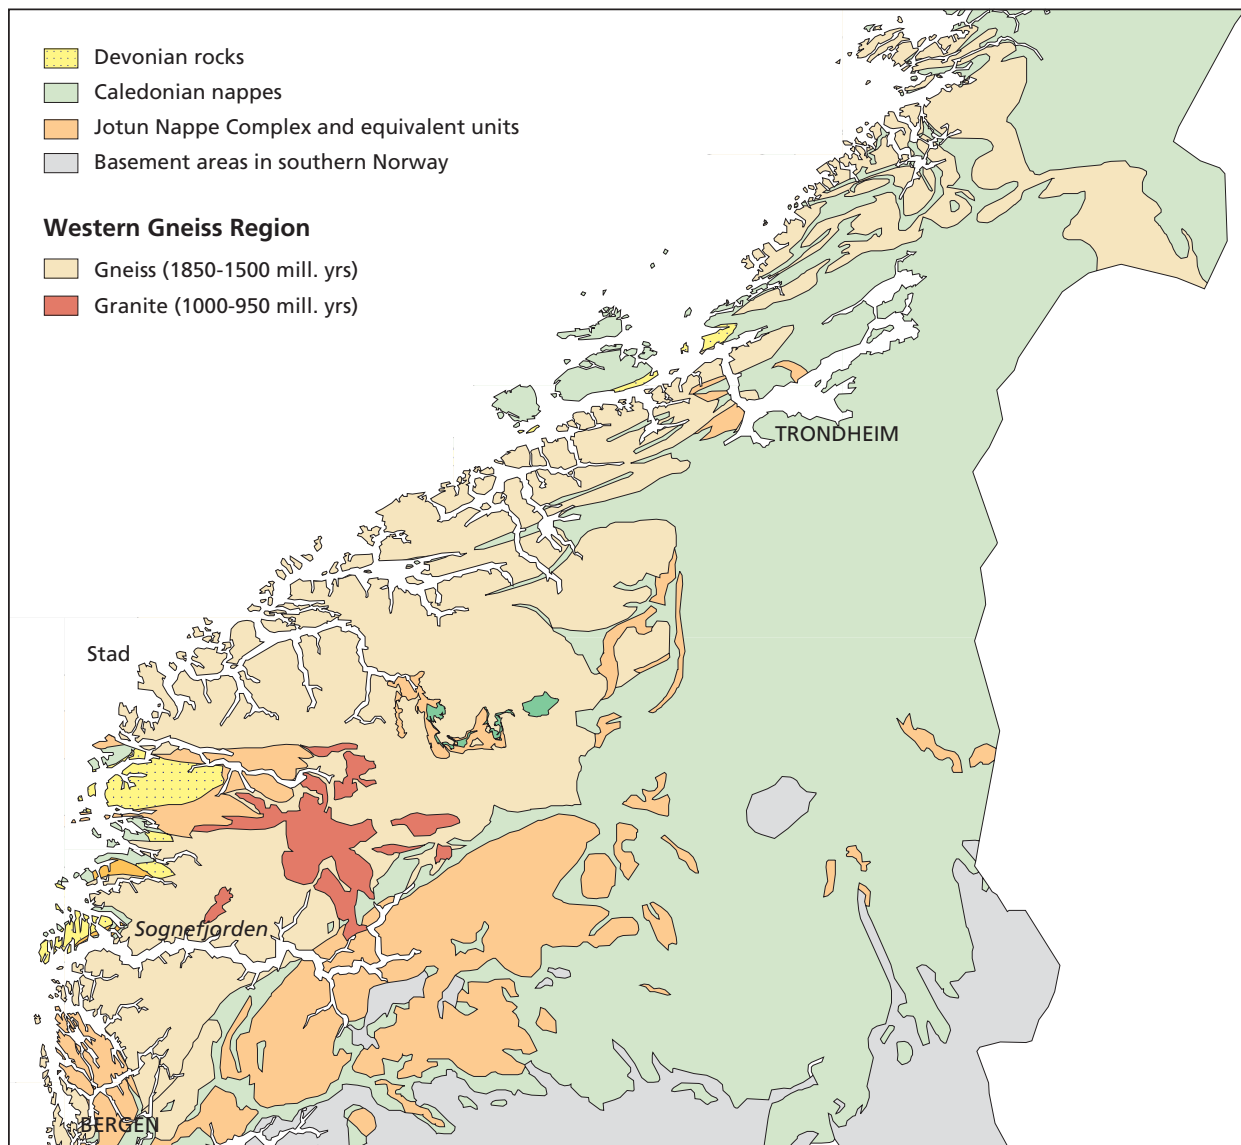 Devonian rocks
Caledonian nappes
Jotun Nappe Complex and equivalent units
Basement areas in southern Norway
Western Gneiss Region
Gneiss (1850-1500 mill. yrs)
Granite (1000-950 mill. yrs)
TRONDHEIM
Stad
Sognefjorden
BERGEN